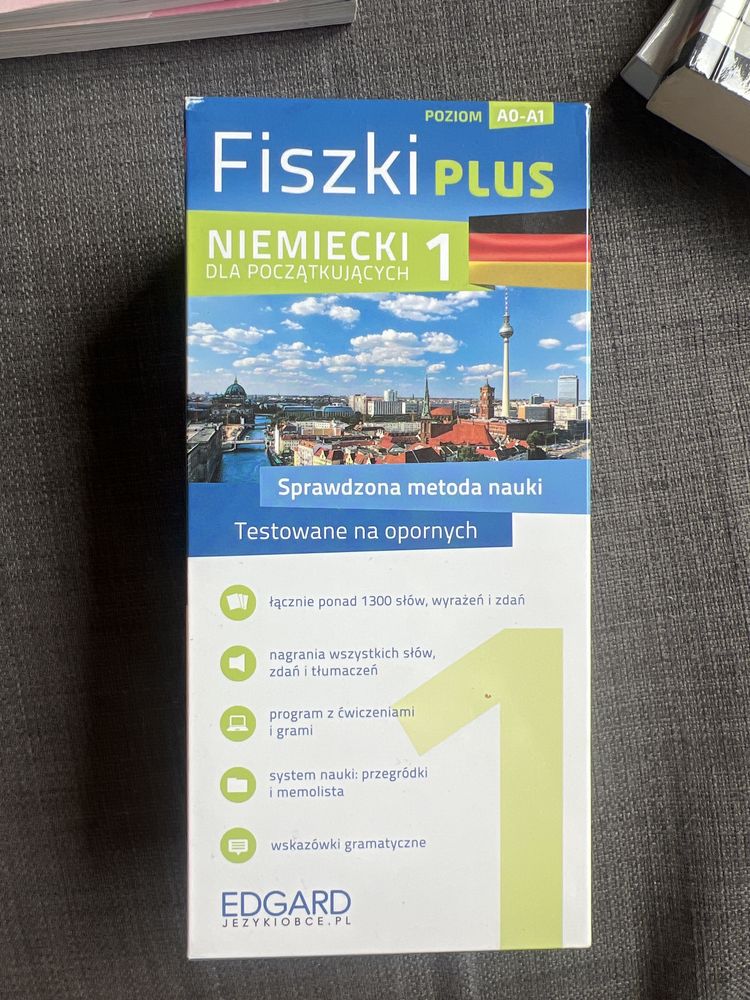 POZIOM A0-A1
Fiszki PLUS
NIEMIECKI 1
DLA POCZĄTKUJĄCYCH
Sprawdzona metoda nauki
Testowane na opornych
łącznie ponad 1300 słów, wyrażeń i zdań
nagrania wszystkich słów,
zdań i tłumaczeń
program z ćwiczeniami
i grami
system nauki: przegródki
i memolista
wskazówki gramatyczne
1
EDGARD
JEZYKIOBCE.PL